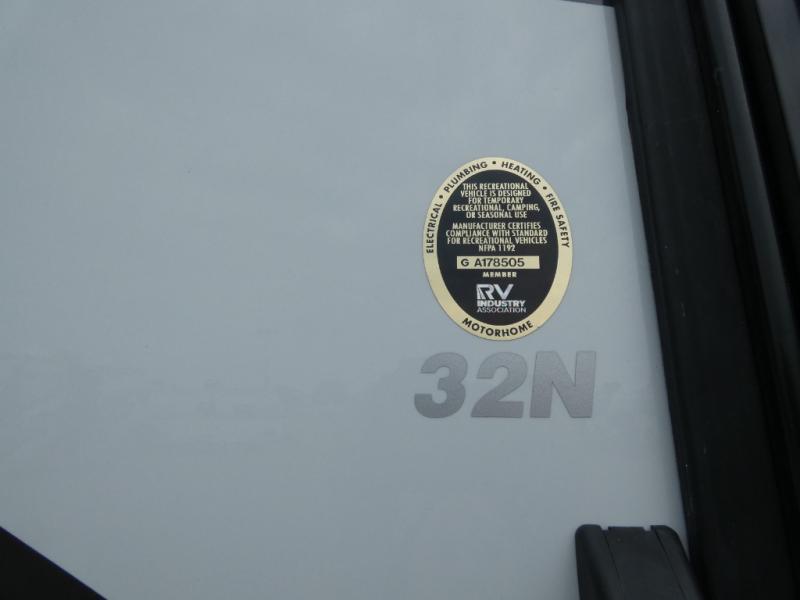 ELECTRICAL • PLUMBING • HEATING • FIRE SAFETY
THIS RECREATIONAL
VEHICLE IS DESIGNED
FOR TEMPORARY
RECREATIONAL, CAMPING,
OR SEASONAL USE
MANUFACTURER CERTIFIES
COMPLIANCE WITH STANDARD
FOR RECREATIONAL VEHICLES
NFPA 1192
G A178505
MEMBER
RV
INDUSTRY
ASSOCIATION
MOTORHOME
32N